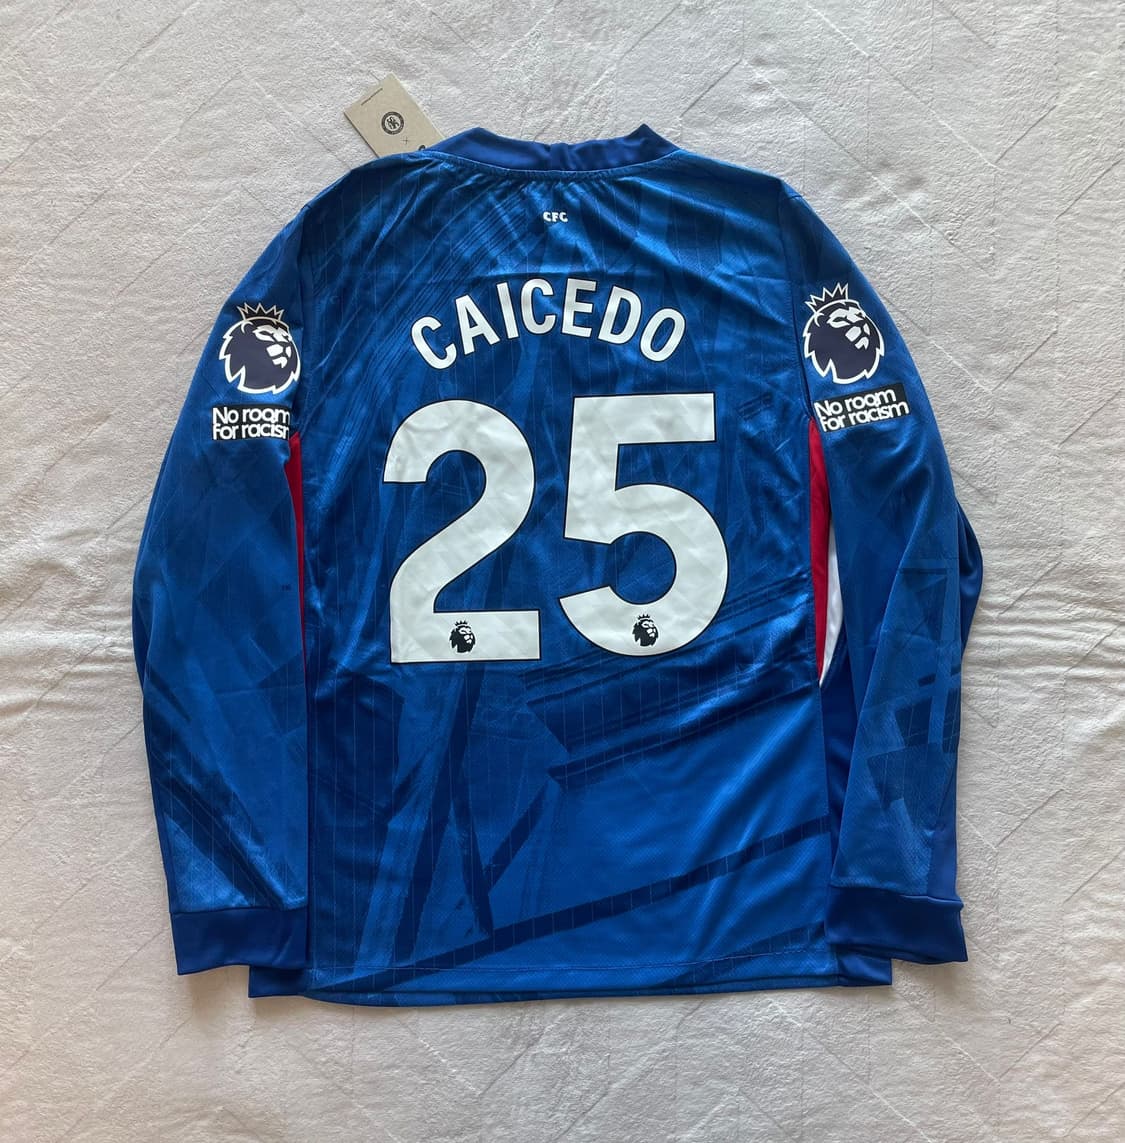 CFC
CAICEDO
25
No room
For racism
No room
For racism